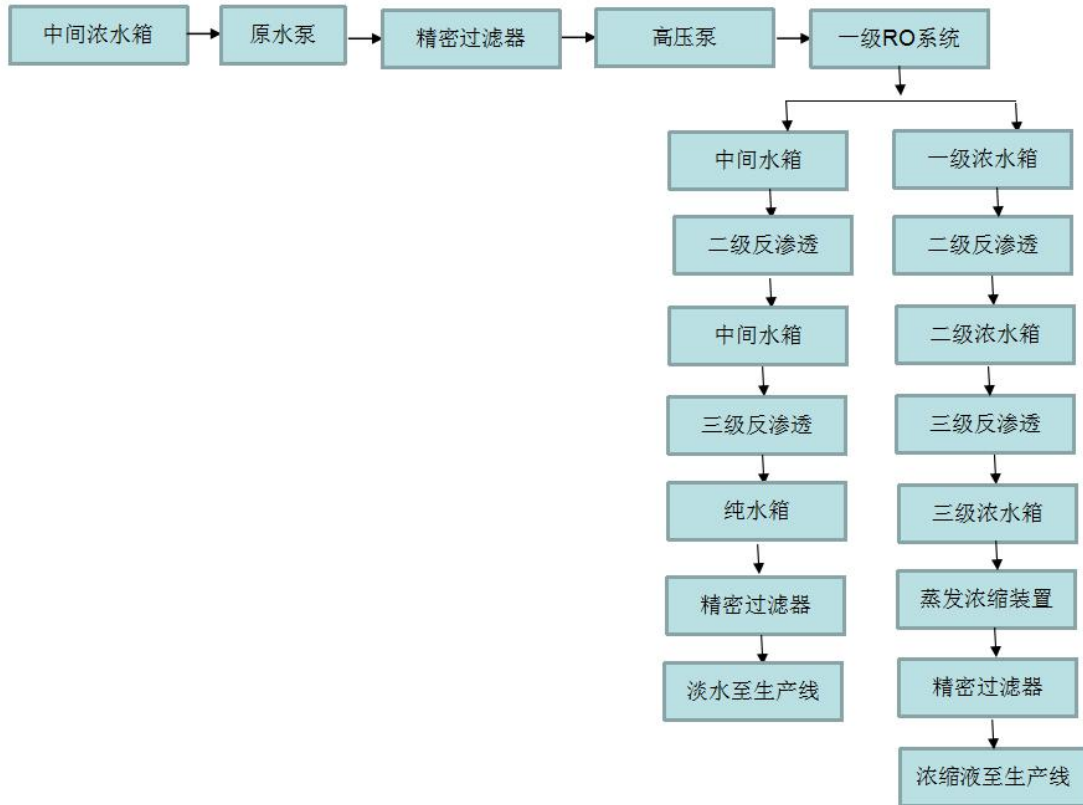 中间浓水箱
原水泵
精密过滤器
高压泵
一级RO系统
中间水箱
一级浓水箱
二级反渗透
二级反渗透
中间水箱
二级浓水箱
三级反渗透
三级反渗透
纯水箱
三级浓水箱
精密过滤器
蒸发浓缩装置
淡水至生产线
精密过滤器
浓缩液至生产线